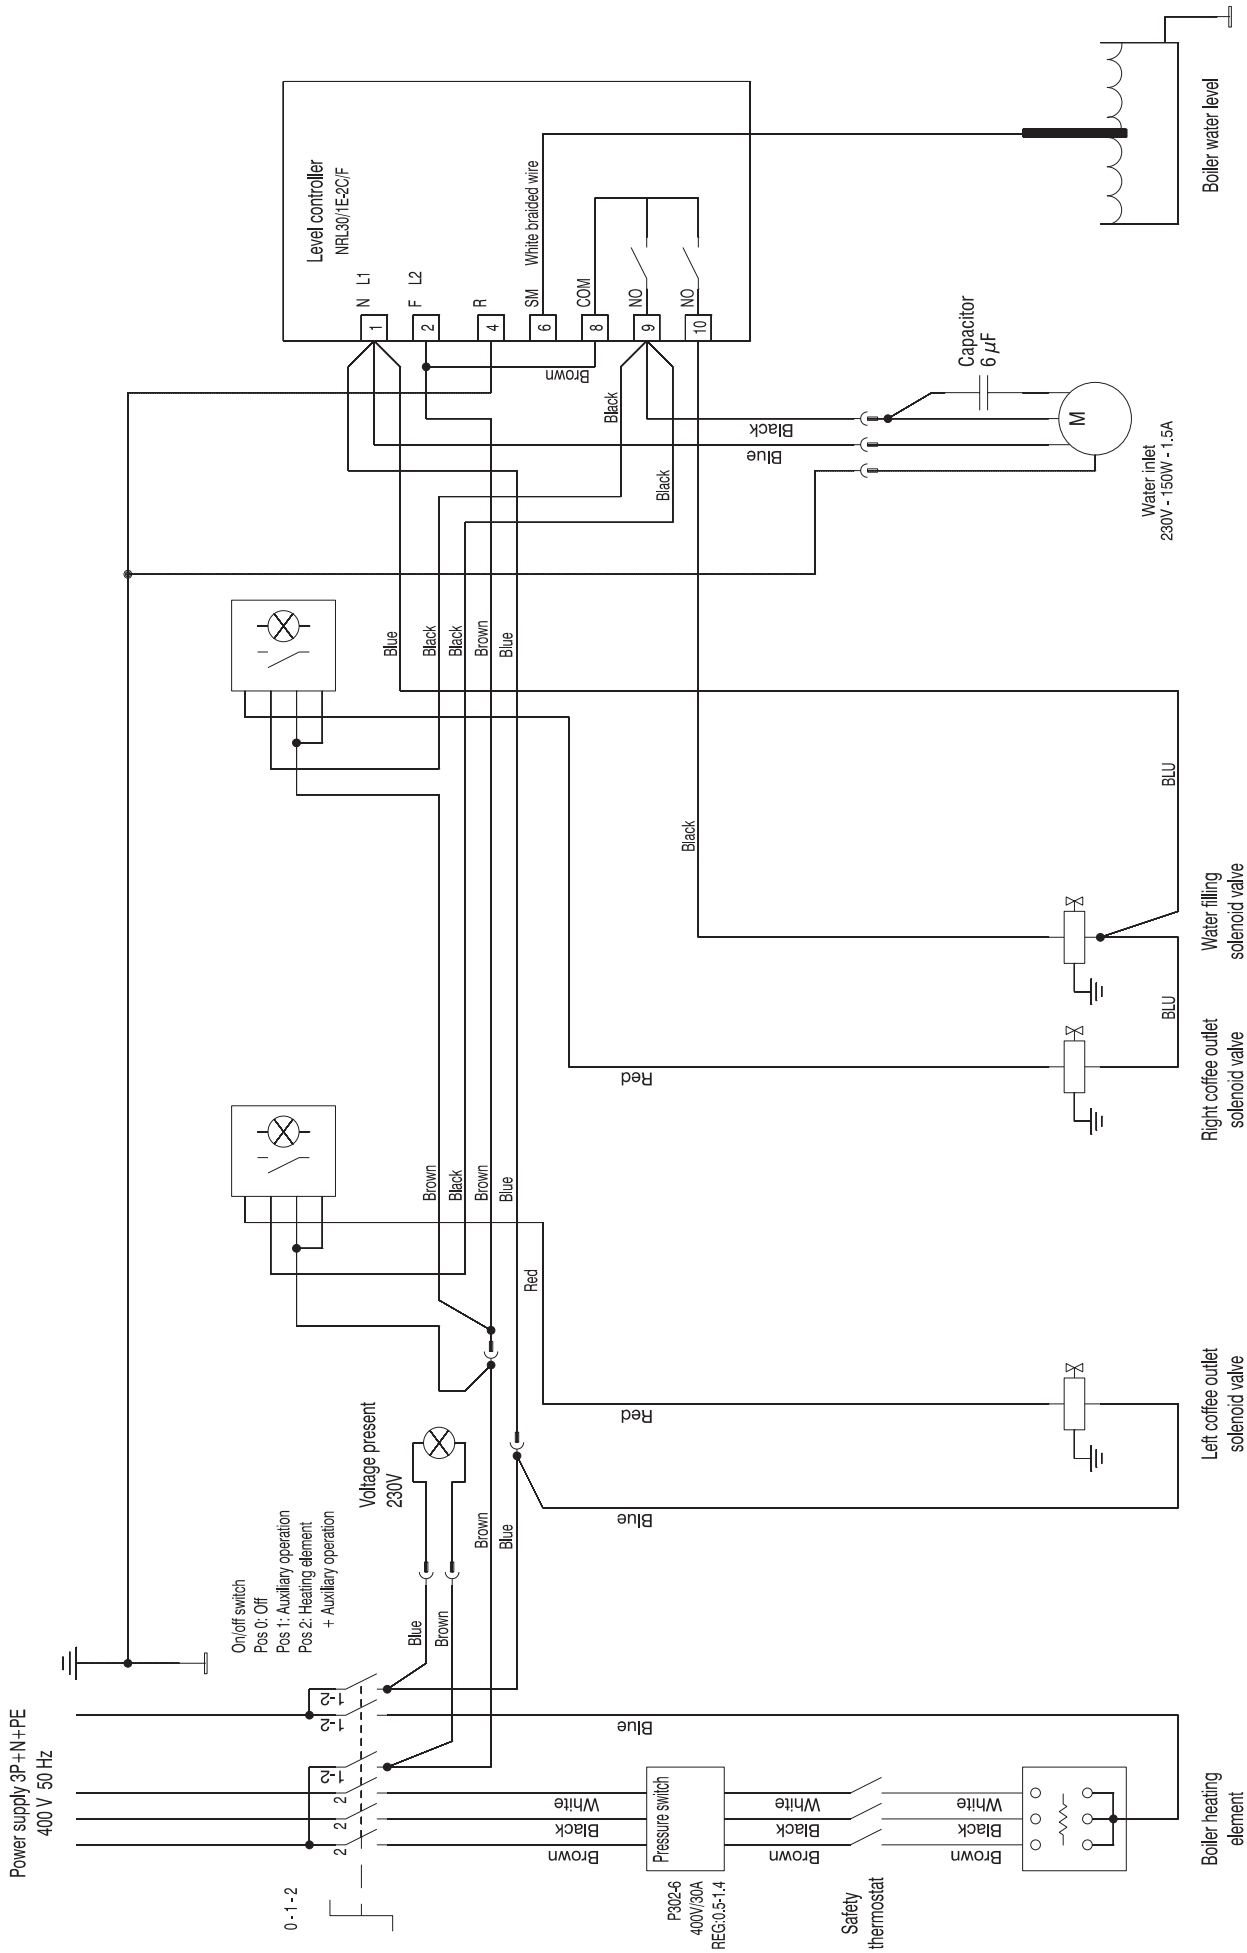 Power supply 3P+N+PE
400 V 50 Hz
0 - 1 - 2
On/off switch
Pos 0: Off
Pos 1: Auxiliary operation
Pos 2: Heating element
+ Auxiliary operation
2
2
2
1-2
1-2
1-2
Voltage present
230V
Blue
Brown
Brown
Blue
Brown
Black
Brown
Blue
Blue
Black
Black
Brown
Blue
Level controller
NRL30/1E-2C/F
N L1
F L2
R
SM
White braided wire
COM
NO
NO
1
2
4
6
8
9
10
Brown
Black
Black
Black
Blue
Capacitor
6 µF
M
Water inlet
230V - 150W - 1.5A
Boiler water level
Black
BLU
BLU
Water filling
solenoid valve
Red
Right coffee outlet
solenoid valve
Red
Red
Blue
Left coffee outlet
solenoid valve
Blue
White
Black
Brown
Pressure switch
P302-6
400V/30A
REG:0.5-1.4
White
Black
Brown
Safety
thermostat
White
Black
Brown
Boiler heating
element